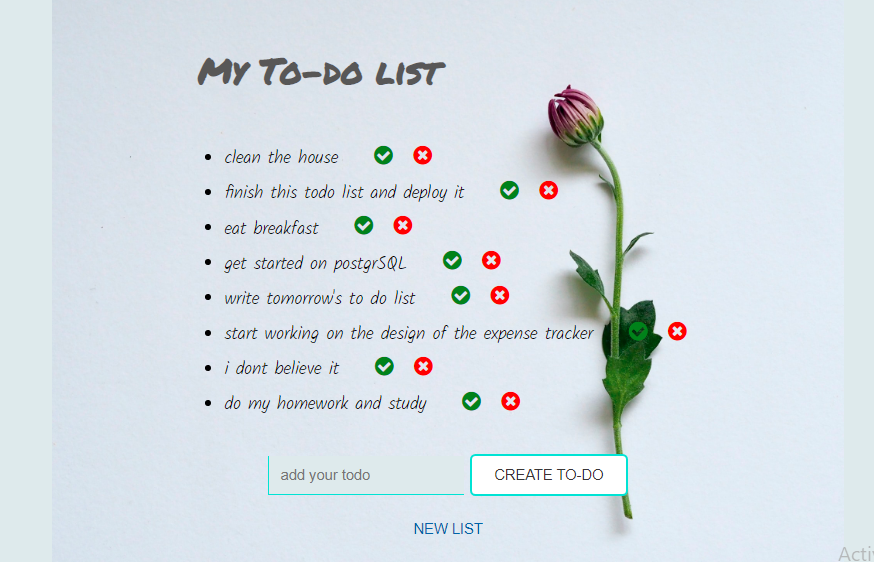 My To-do list
clean the house
finish this todo list and deploy it
eat breakfast
get started on postgrSQL
write tomorrow's to do list
start working on the design of the expense tracker
i dont believe it
do my homework and study
add your todo CREATE TO-DO
NEW LIST